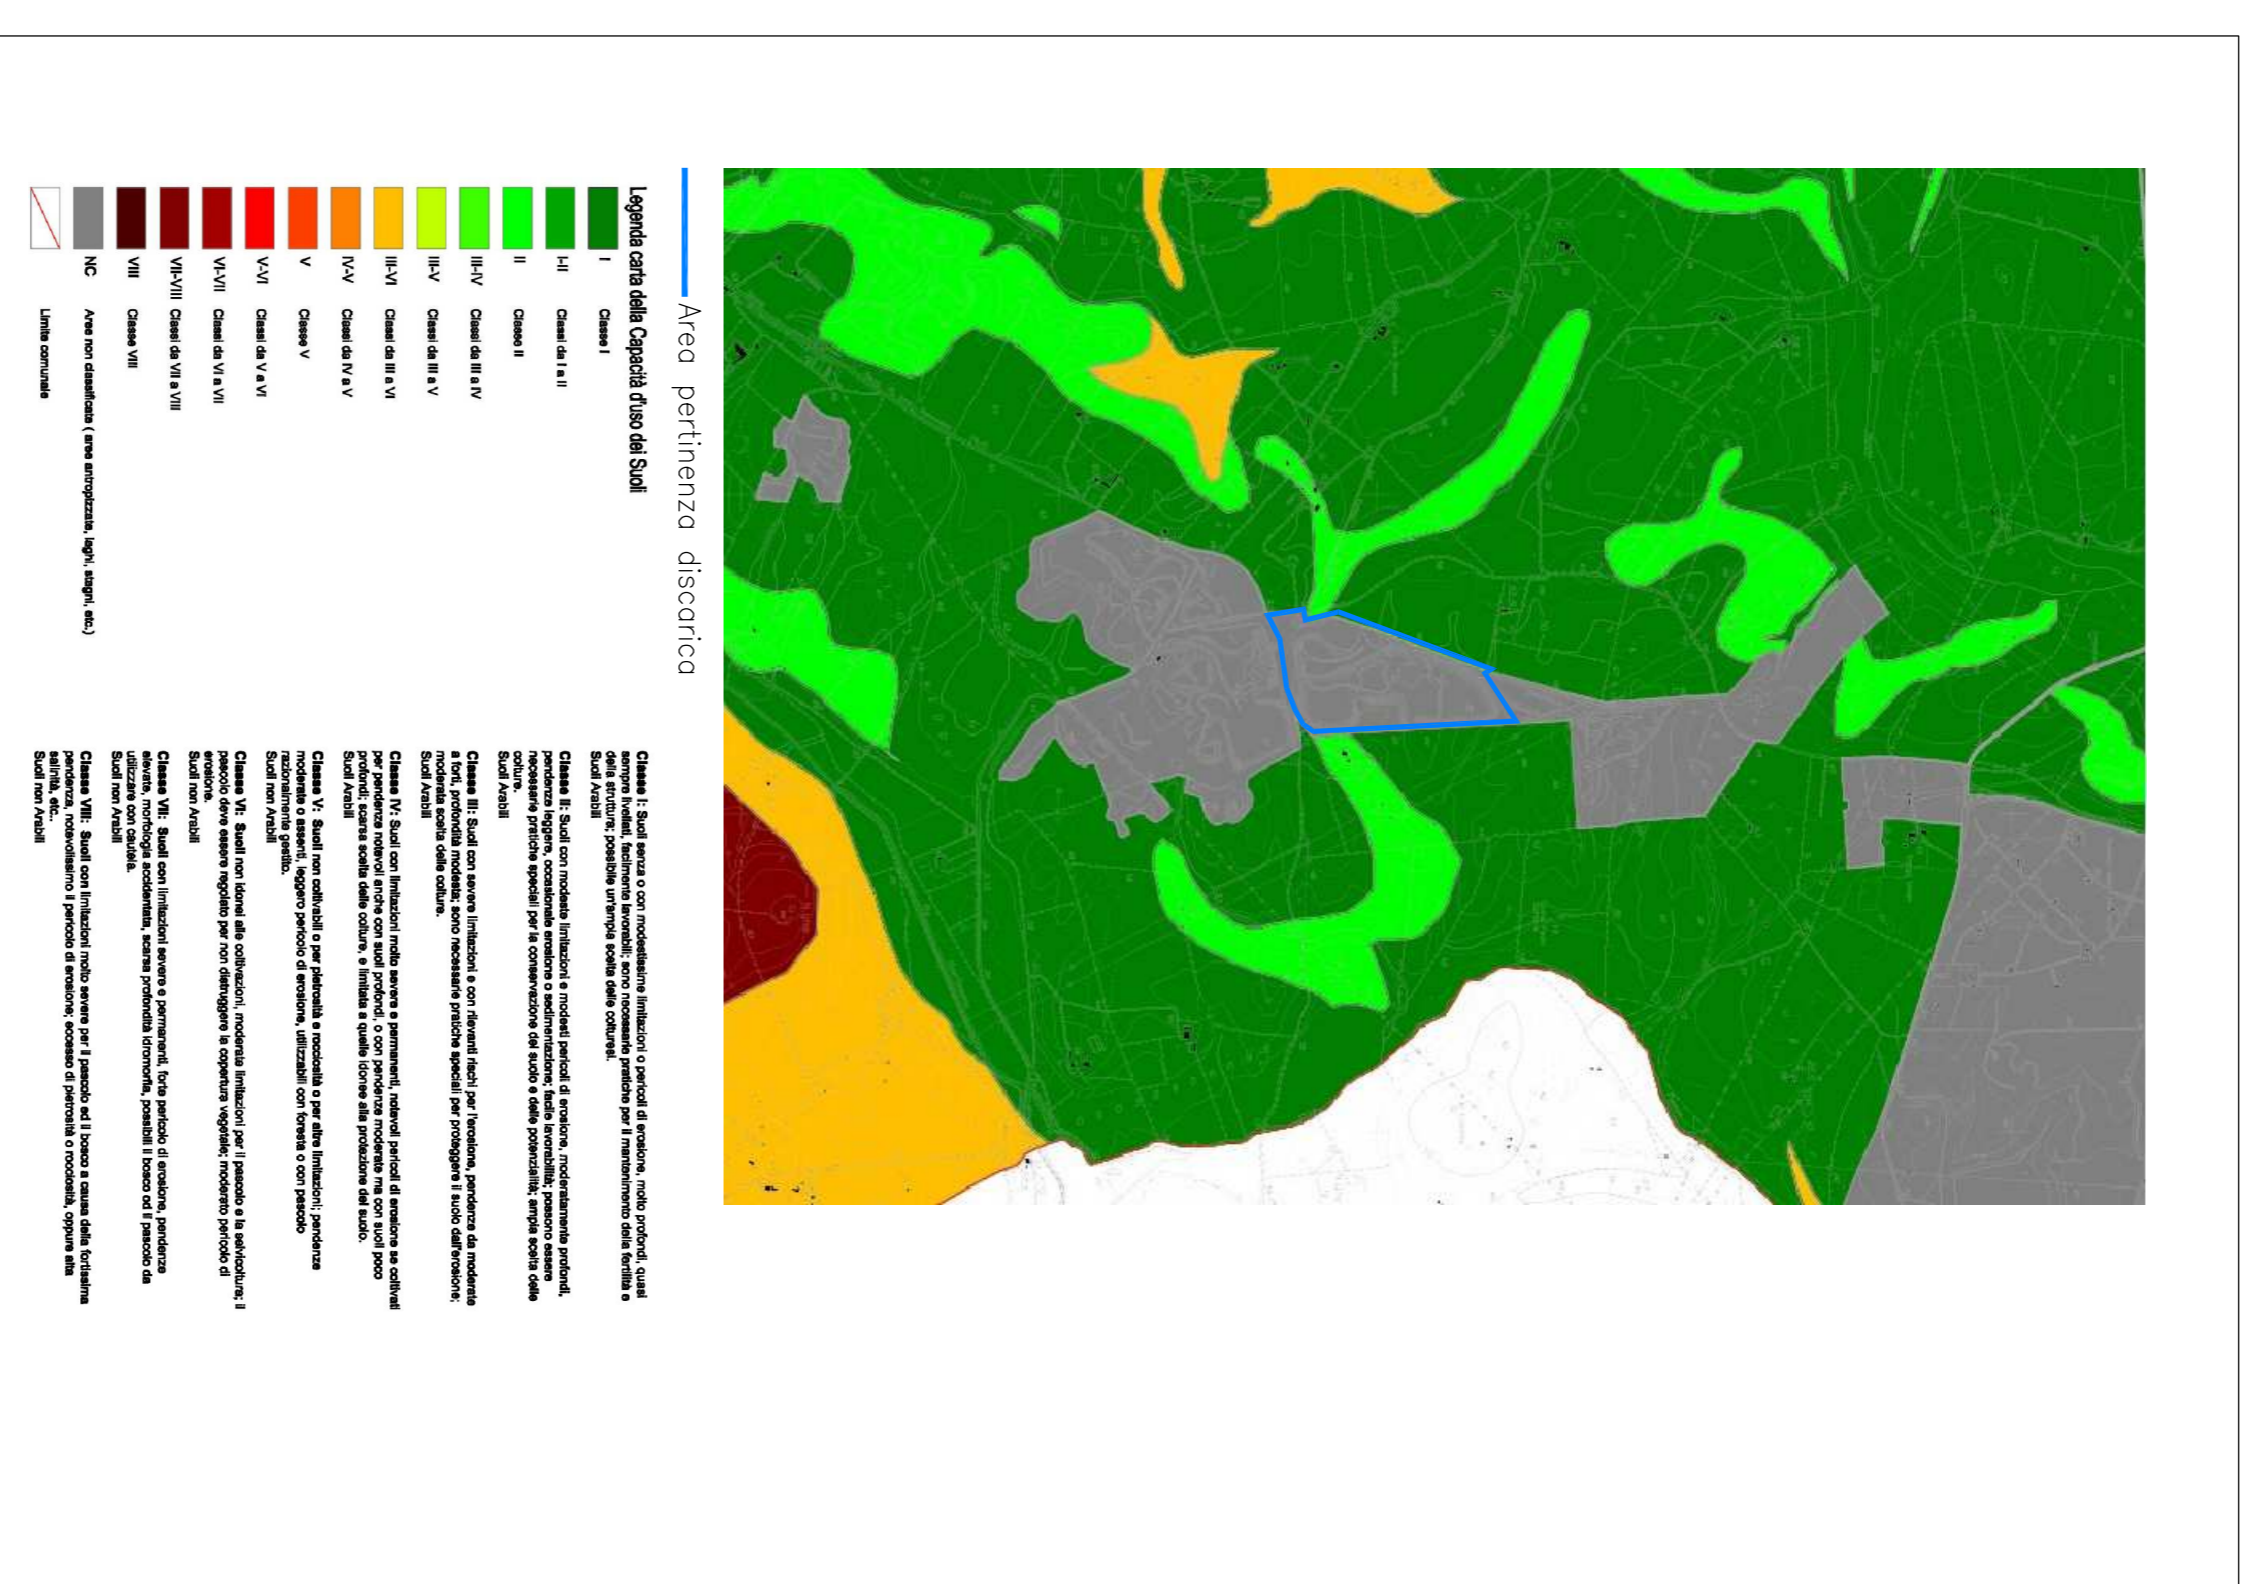 Area pertinenza discarica
Legenda carta della Capacità d'uso dei Suoli
I Classe I
I-II Classi da I a II
II Classe II
III-IV Classi da III a IV
III-V Classi da III a V
III-VI Classi da III a VI
IV-V Classi da IV a V
V Classe V
V-VI Classi da V a VI
VI-VII Classi da VI a VII
VII-VIII Classi da VII a VIII
VIII Classe VIII
NC Aree non classificate ( aree antropizzate, laghi, stagni, etc.)
Limite comunale
Classe I: Suoli senza o con modestissime limitazioni o pericoli di erosione, molto profondi, quasi
sempre livellati, facilmente lavorabili; sono necessarie pratiche per il mantenimento della fertilità e
della struttura; possibile un'ampia scelta delle colturesi.
Suoli Arabili
Classe II: Suoli con modeste limitazioni e modesti pericoli di erosione, moderatamente profondi,
pendenze leggere, occasionale erosione o sedimentazione; facile lavorabilità; possono essere
necessarie pratiche speciali per la conservazione del suolo e delle potenzialità; ampia scelta delle
colture.
Suoli Arabili
Classe III: Suoli con severe limitazioni e con rilevanti rischi per l'erosione, pendenze da moderate
a forti, profondità modesta; sono necessarie pratiche speciali per proteggere il suolo dall'erosione;
moderata scelta delle colture.
Suoli Arabili
Classe IV: Suoli con limitazioni molto severe e permanenti, notevoli pericoli di erosione se coltivati
per pendenze notevoli anche con suoli profondi, o con pendenze moderate ma con suoli poco
profondi; scarsa scelta delle colture, e limitata a quelle idonee alla protezione del suolo.
Suoli Arabili
Classe V: Suoli non coltivabili o per pietrosità e rocciosità o per altre limitazioni; pendenze
moderate o assenti, leggero pericolo di erosione, utilizzabili con foresta o con pascolo
razionalmente gestito.
Suoli non Arabili
Classe VI: Suoli non idonei alle coltivazioni, moderate limitazioni per il pascolo e la selvicoltura; il
pascolo deve essere regolato per non distruggere la copertura vegetale; moderato pericolo di
erosione.
Suoli non Arabili
Classe VII: Suoli con limitazioni severe e permanenti, forte pericolo di erosione, pendenze
elevate, morfologia accidentata, scarsa profondità idromorfia, possibili il bosco od il pascolo da
utilizzare con cautela.
Suoli non Arabili
Classe VIII: Suoli con limitazioni molto severe per il pascolo ed il bosco a causa della fortissima
pendenza, notevolissimo il pericolo di erosione; eccesso di pietrosità o rocciosità, oppure alta
salinità, etc..
Suoli non Arabili